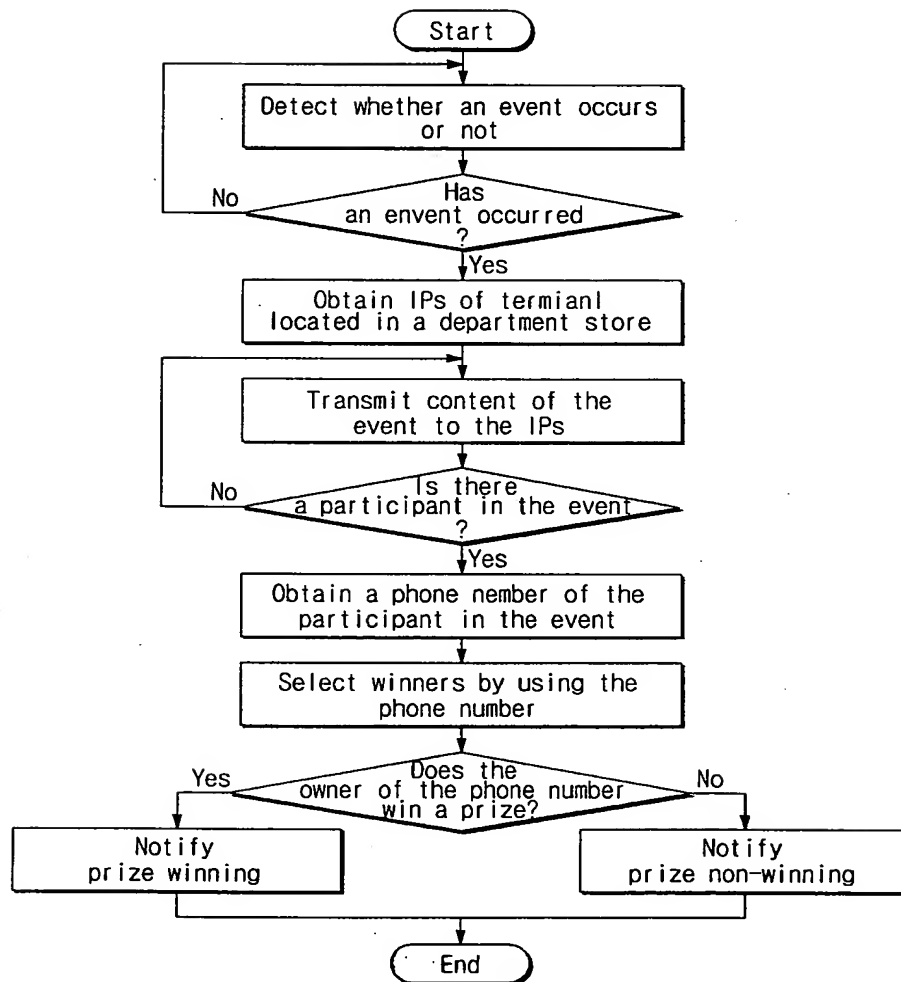 Start
Detect whether an event occurs
or not
No
Has
an envent occurred
?
Yes
Obtain IPs of termianl
located in a department store
Transmit content of the
event to the IPs
No
Is there
a participant in the event
?
Yes
Obtain a phone nember of the
participant in the event
Select winners by using the
phone number
Yes
Does the
owner of the phone number
win a prize?
No
Notify
prize winning
Notify
prize non-winning
End